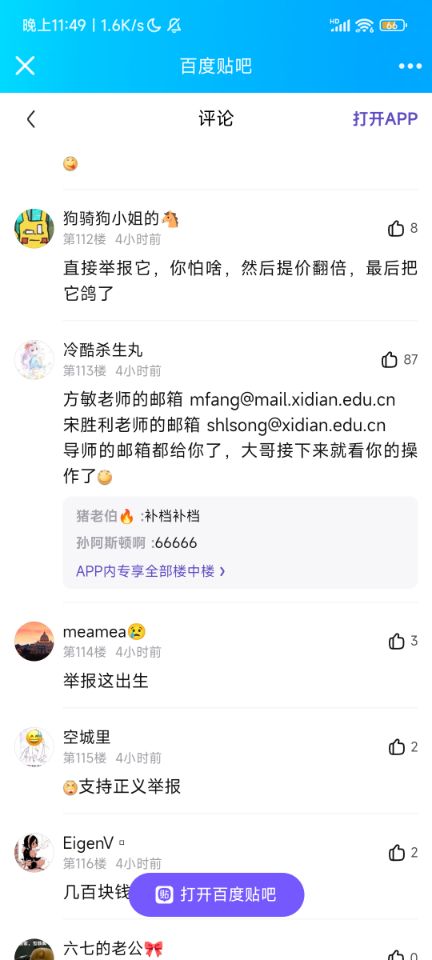 晚上11:49 | 1.6K/s
HD
66
百度贴吧
评论
打开APP
狗骑狗小姐的🐴
第112楼 4小时前
8
直接举报它，你怕啥，然后提价翻倍，最后把
它鸽了
冷酷杀生丸
第113楼 4小时前
87
方敏老师的邮箱 mfang@mail.xidian.edu.cn
宋胜利老师的邮箱 shlsong@xidian.edu.cn
导师的邮箱都给你了，大哥接下来就看你的操
作了
猪老伯🔥 :补档补档
孙阿斯顿啊 :66666
APP内专享全部楼中楼 ›
meamea😢
第114楼 4小时前
3
举报这出生
空城里
第115楼 4小时前
2
支持正义举报
EigenV
第116楼 4小时前
2
几百块钱
贴 打开百度贴吧
六七的老公🎀
0